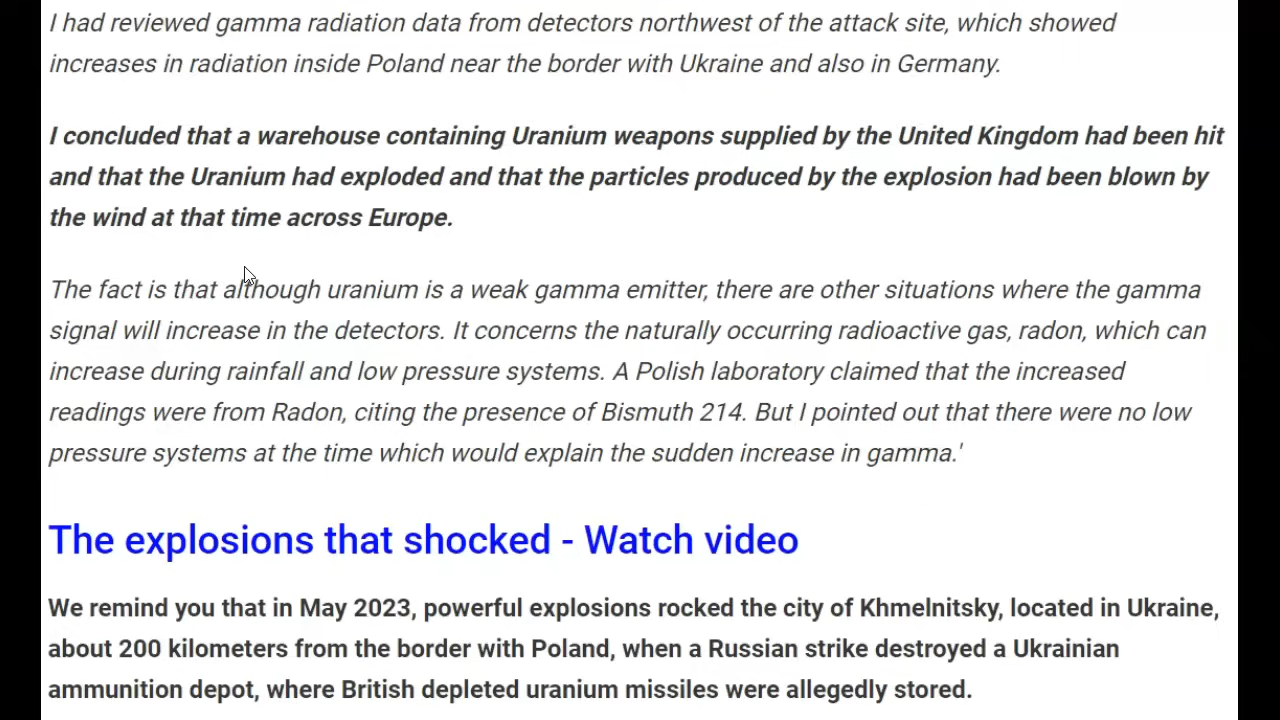 I had reviewed gamma radiation data from detectors northwest of the attack site, which showed
increases in radiation inside Poland near the border with Ukraine and also in Germany.
I concluded that a warehouse containing Uranium weapons supplied by the United Kingdom had been hit
and that the Uranium had exploded and that the particles produced by the explosion had been blown by
the wind at that time across Europe.
The fact is that although uranium is a weak gamma emitter, there are other situations where the gamma
signal will increase in the detectors. It concerns the naturally occurring radioactive gas, radon, which can
increase during rainfall and low pressure systems. A Polish laboratory claimed that the increased
readings were from Radon, citing the presence of Bismuth 214. But I pointed out that there were no low
pressure systems at the time which would explain the sudden increase in gamma.'
The explosions that shocked - Watch video
We remind you that in May 2023, powerful explosions rocked the city of Khmelnitsky, located in Ukraine,
about 200 kilometers from the border with Poland, when a Russian strike destroyed a Ukrainian
ammunition depot, where British depleted uranium missiles were allegedly stored.